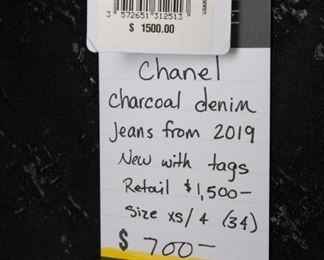 3 572651 312513
$ 1500.00
Chanel
charcoal denim
jeans from 2019
New with tags
Retail $1,500-
Size xs/4 (34)
$ 700-